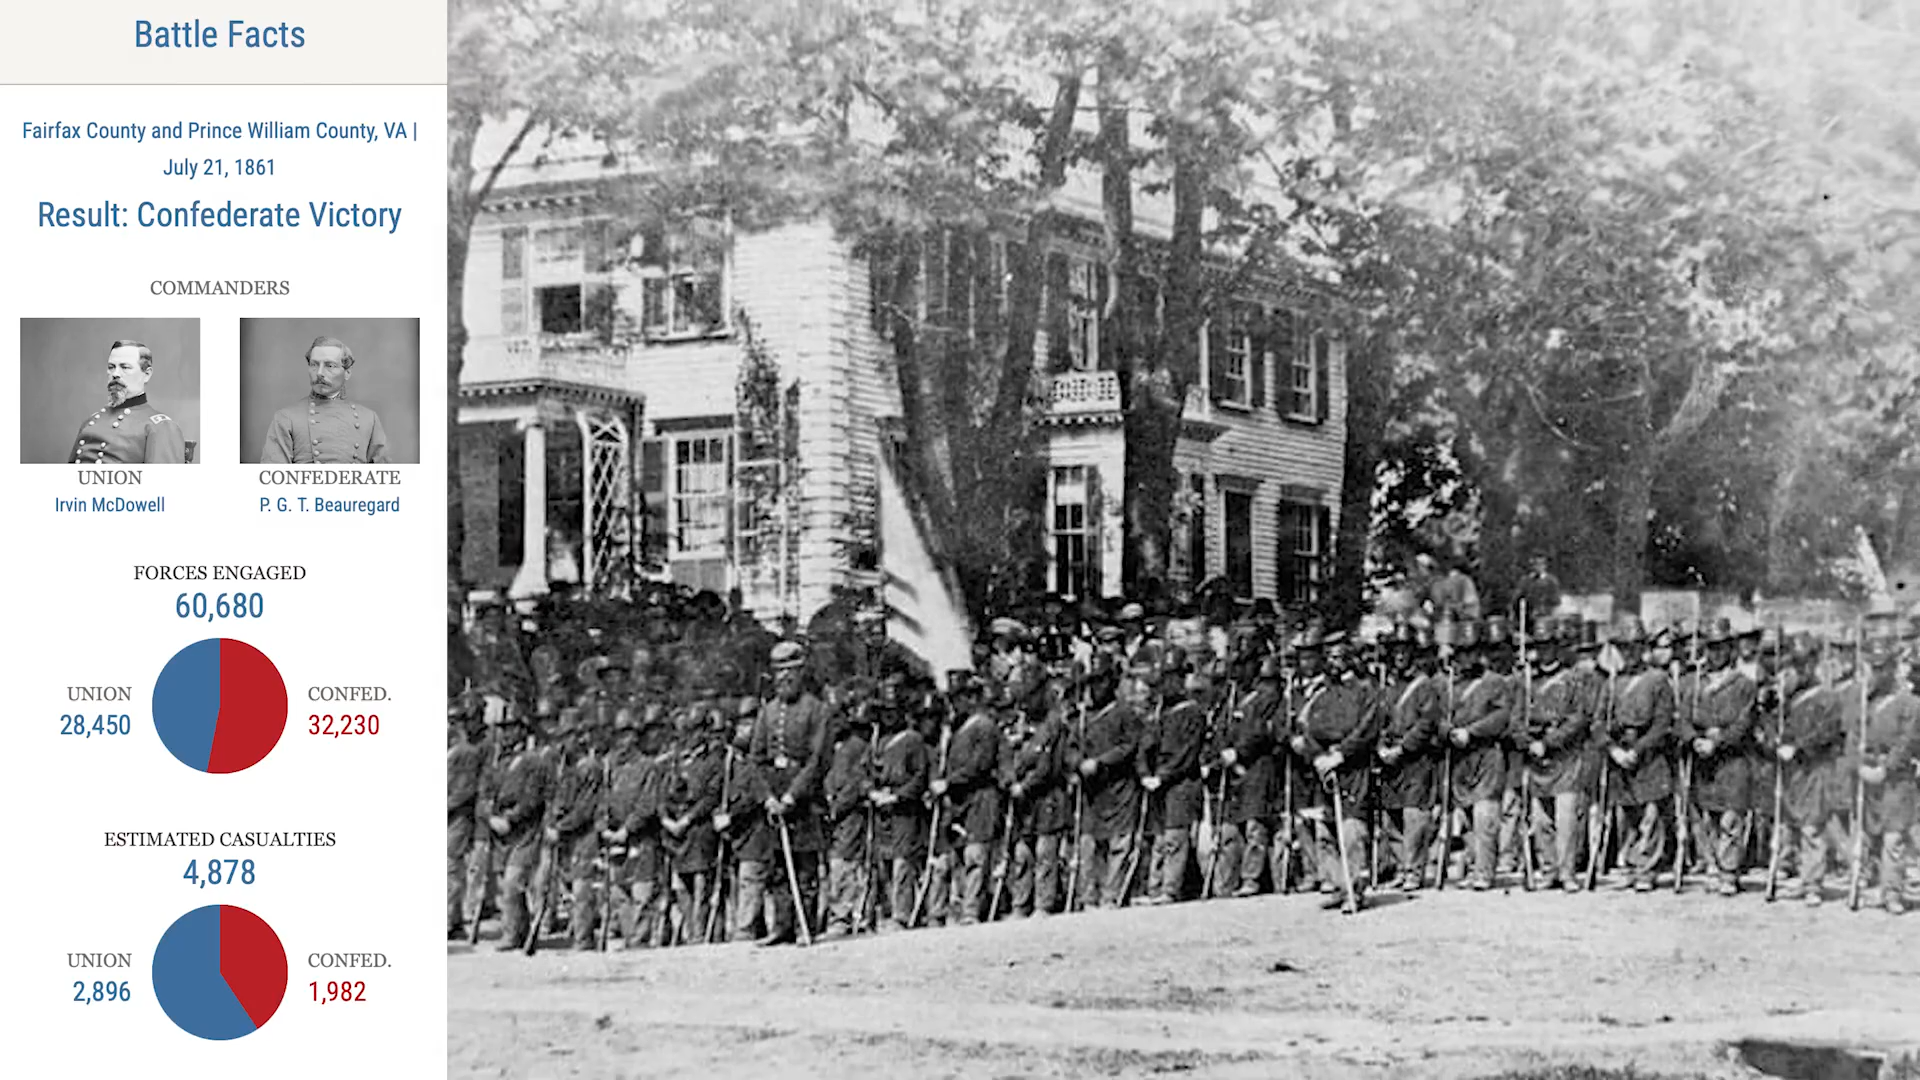 Battle Facts
Fairfax County and Prince William County, VA |
July 21, 1861
Result: Confederate Victory
COMMANDERS
UNION
Irvin McDowell
CONFEDERATE
P. G. T. Beauregard
FORCES ENGAGED
60,680
UNION
28,450
CONFED.
32,230
ESTIMATED CASUALTIES
4,878
UNION
2,896
CONFED.
1,982